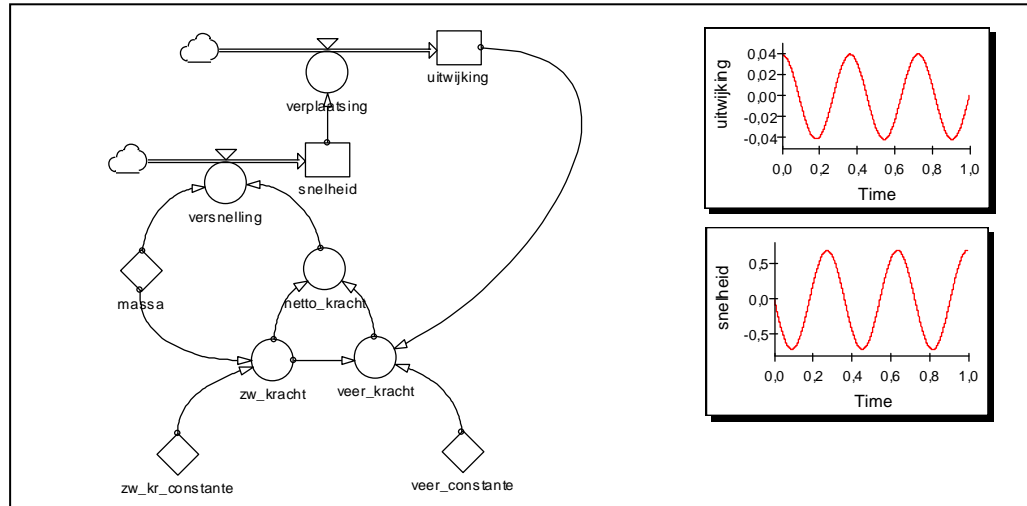 uitwijking
verplaatsing
snelheid
versnelling
massa
netto_kracht
zw_kracht
veer_kracht
zw_kr_constante
veer_constante
uitwijking
0,04
0,02
0,00
-0,02
-0,04
0,0 0,2 0,4 0,6 0,8 1,0
Time
snelheid
0,5
0,0
-0,5
0,0 0,2 0,4 0,6 0,8 1,0
Time